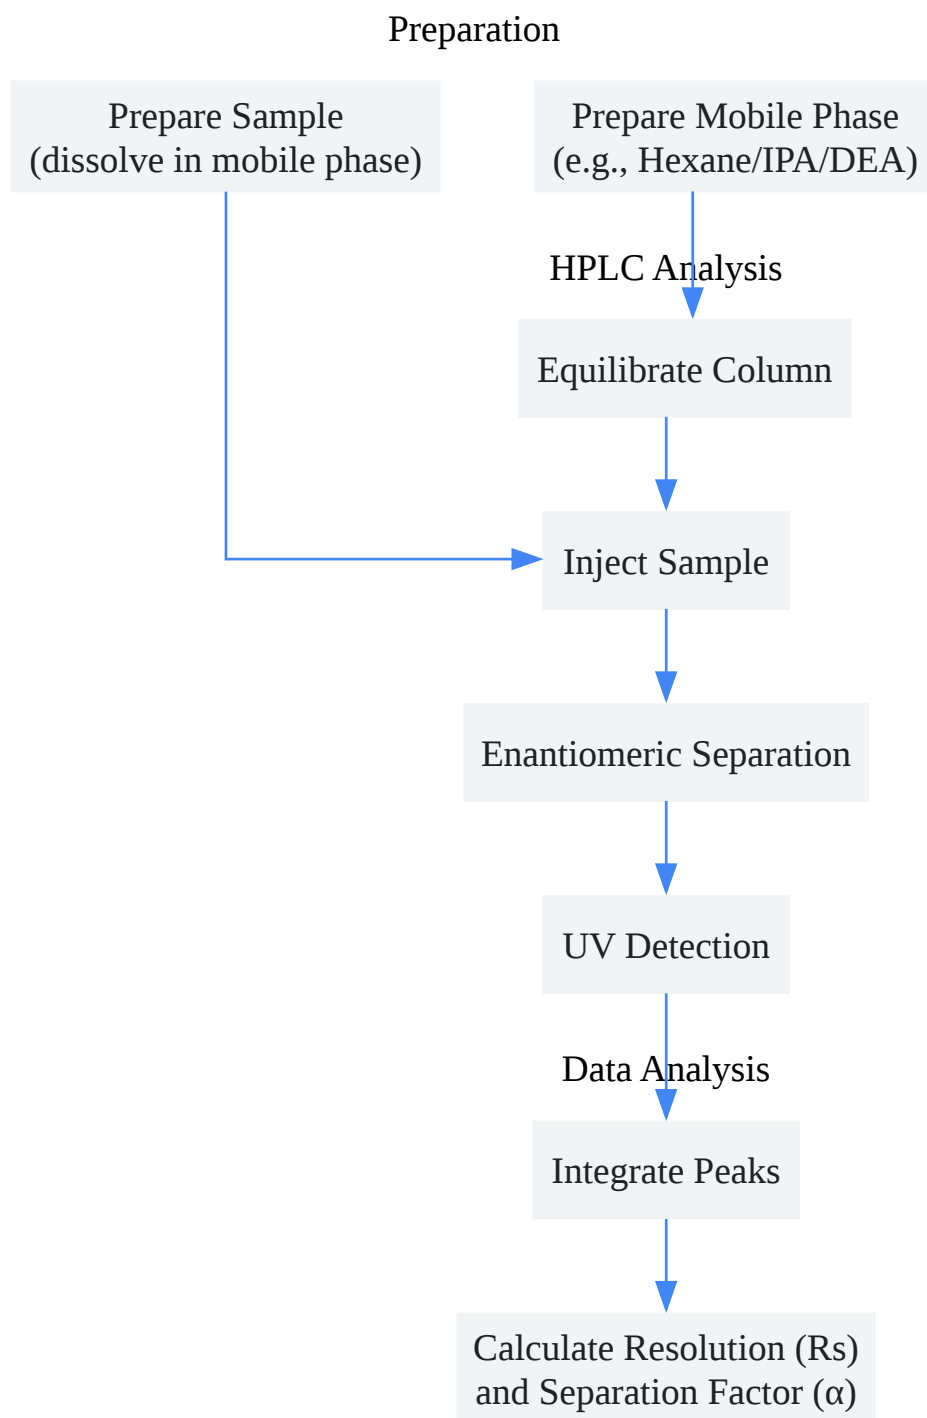 Preparation
Prepare Sample
(dissolve in mobile phase)
Prepare Mobile Phase
(e.g., Hexane/IPA/DEA)
HPLC Analysis
Equilibrate Column
Inject Sample
Enantiomeric Separation
UV Detection
Data Analysis
Integrate Peaks
Calculate Resolution (Rs)
and Separation Factor (α)